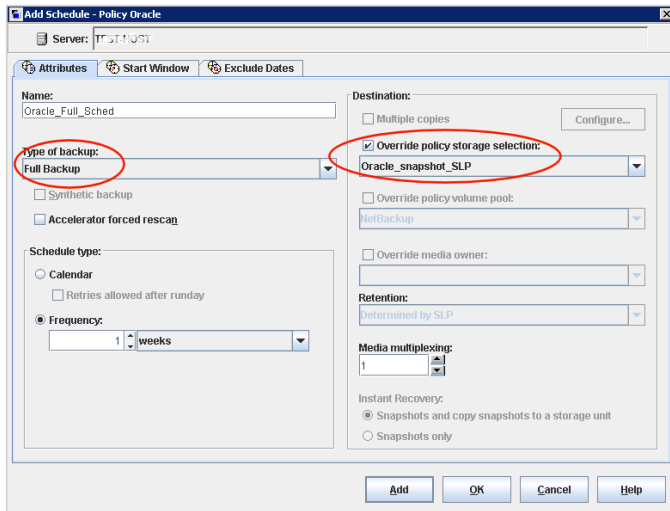 Add Schedule - Policy Oracle
Server: TEST-HOST
Attributes
Start Window
Exclude Dates
Name:
Oracle_Full_Sched
Type of backup:
Full Backup
Synthetic backup
Accelerator forced rescan
Schedule type:
Calendar
Retries allowed after runday
Frequency:
1 weeks
Destination:
Multiple copies
Configure...
Override policy storage selection:
Oracle_snapshot_SLP
Override policy volume pool:
NetBackup
Override media owner:
Retention:
Determined by SLP
Media multiplexing:
1
Instant Recovery:
Snapshots and copy snapshots to a storage unit
Snapshots only
Add
OK
Cancel
Help